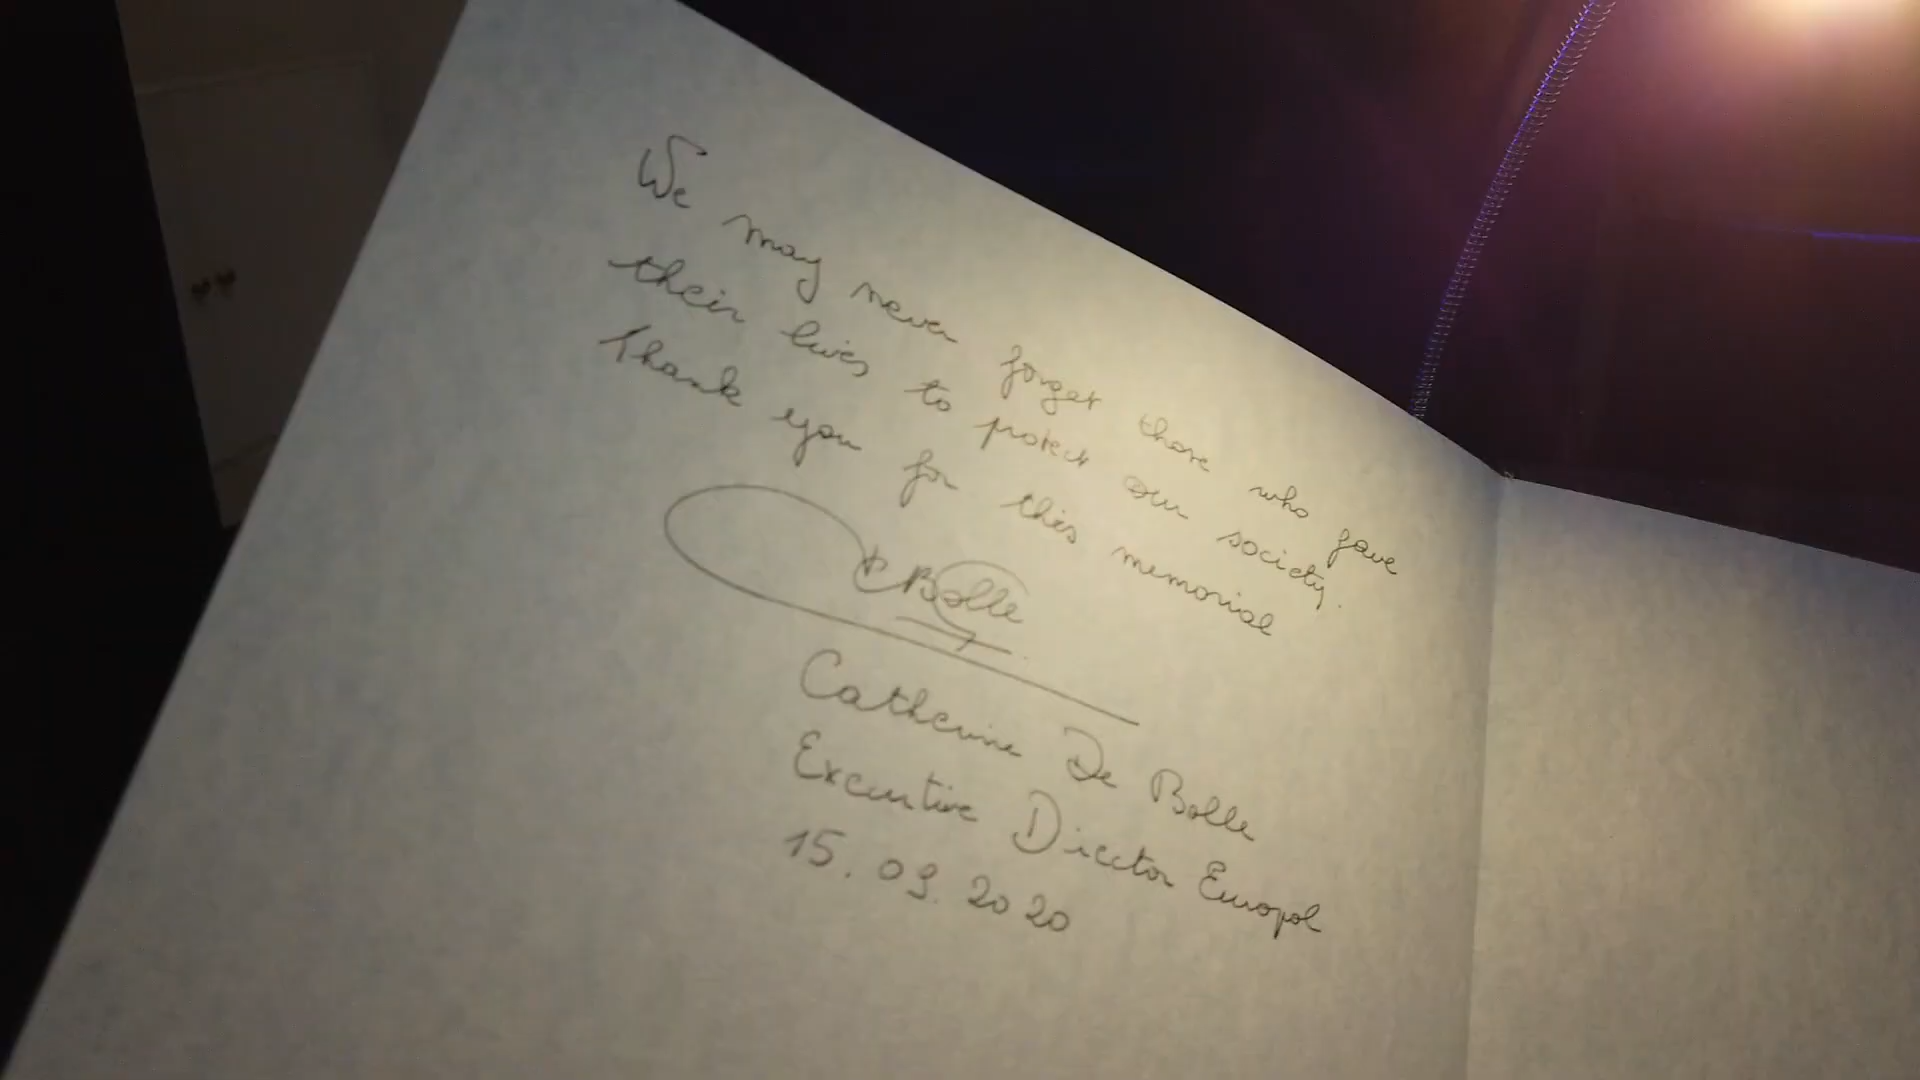 We may never forget those who gave
their lives to protect our society.
Thank you for this memorial
CBolle
Catherine De Bolle
Executive Director Europol
15.09.2020